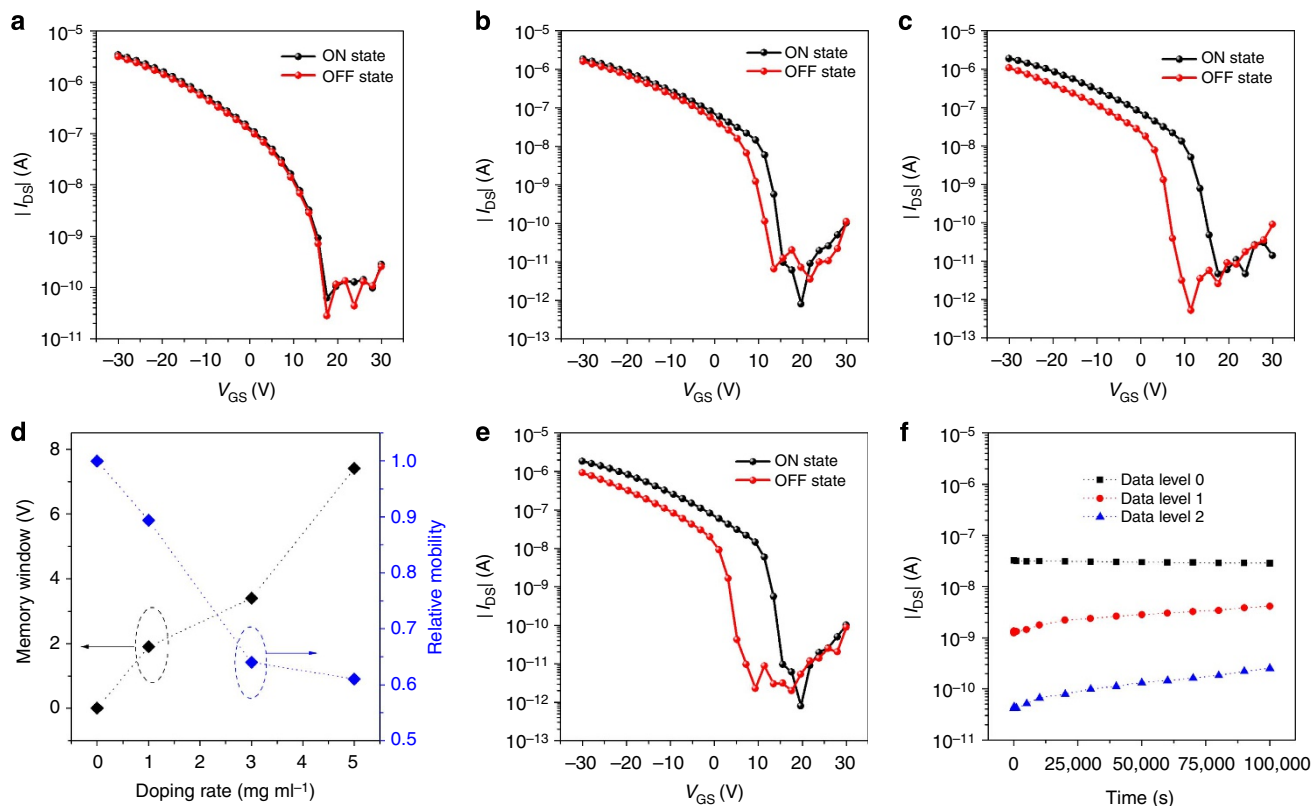 a
10⁻⁵
10⁻⁶
10⁻⁷
10⁻⁸
10⁻⁹
10⁻¹⁰
10⁻¹¹
| I_DS| (A)
ON state
OFF state
−30 −20 −10 0 10 20 30
V_GS (V)
b
10⁻⁵
10⁻⁶
10⁻⁷
10⁻⁸
10⁻⁹
10⁻¹⁰
10⁻¹¹
10⁻¹²
10⁻¹³
| I_DS| (A)
ON state
OFF state
−30 −20 −10 0 10 20 30
V_GS (V)
c
10⁻⁵
10⁻⁶
10⁻⁷
10⁻⁸
10⁻⁹
10⁻¹⁰
10⁻¹¹
10⁻¹²
10⁻¹³
| I_DS| (A)
ON state
OFF state
−30 −20 −10 0 10 20 30
V_GS (V)
d
8
6
4
2
0
Memory window (V)
1.0
0.9
0.8
0.7
0.6
0.5
Relative mobility
0 1 2 3 4 5
Doping rate (mg ml⁻¹)
e
10⁻⁵
10⁻⁶
10⁻⁷
10⁻⁸
10⁻⁹
10⁻¹⁰
10⁻¹¹
10⁻¹²
10⁻¹³
| I_DS| (A)
ON state
OFF state
−30 −20 −10 0 10 20 30
V_GS (V)
f
10⁻⁵
10⁻⁶
10⁻⁷
10⁻⁸
10⁻⁹
10⁻¹⁰
10⁻¹¹
| I_DS| (A)
Data level 0
Data level 1
Data level 2
0 25,000 50,000 75,000 100,000
Time (s)